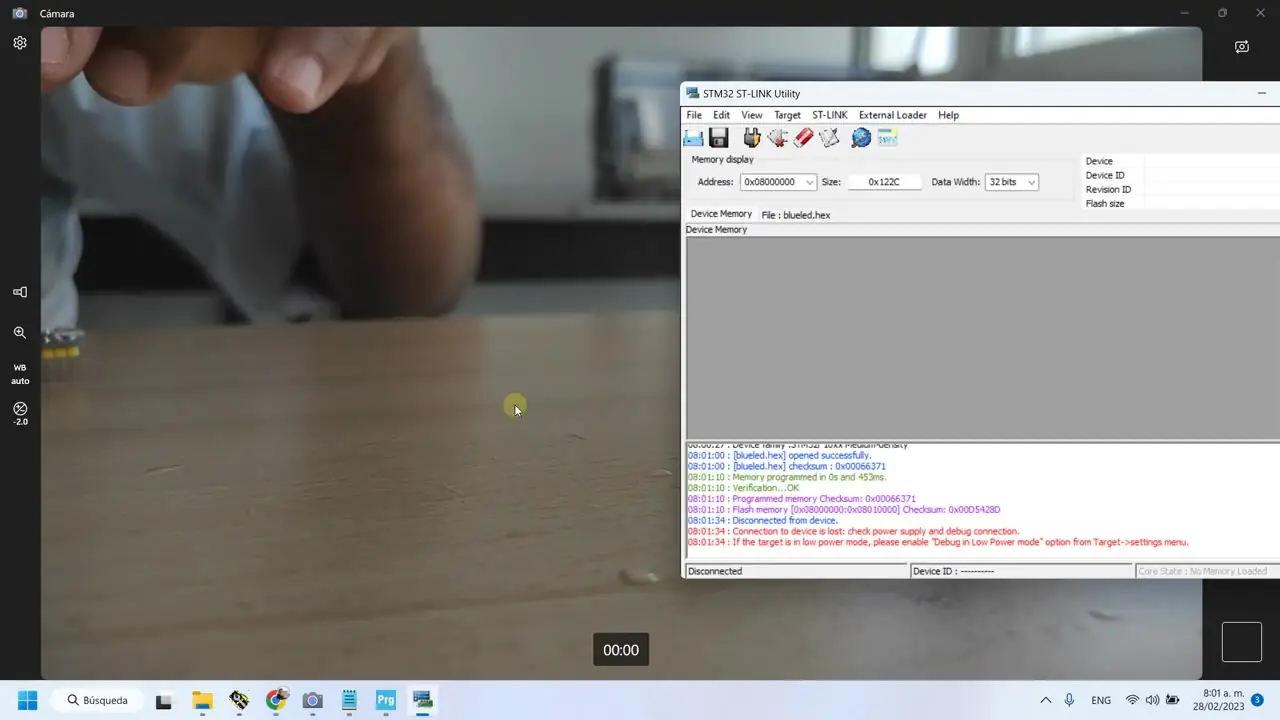 Cámara
STM32 ST-LINK Utility
File Edit View Target ST-LINK External Loader Help
Memory display
Address: 0x08000000 Size: 0x122C Data Width: 32 bits
Device
Device ID
Revision ID
Flash size
Device Memory File : blueled.hex
Device Memory
08:01:00 : [blueled.hex] opened successfully.
08:01:00 : [blueled.hex] checksum : 0x00066371
08:01:10 : Memory programmed in 0s and 453ms.
08:01:10 : Verification...OK
08:01:10 : Programmed memory Checksum: 0x00066371
08:01:10 : Flash memory [0x08000000:0x08010000] Checksum: 0x00D5428D
08:01:34 : Disconnected from device.
08:01:34 : Connection to device is lost: check power supply and debug connection.
08:01:34 : If the target is in low power mode, please enable "Debug in Low Power mode" option from Target->settings menu.
Disconnected Device ID : ---------- Core State : No Memory Loaded
WB
auto
-2.0
00:00
Búsqueda
Prg
ENG
8:01 a. m.
28/02/2023
3